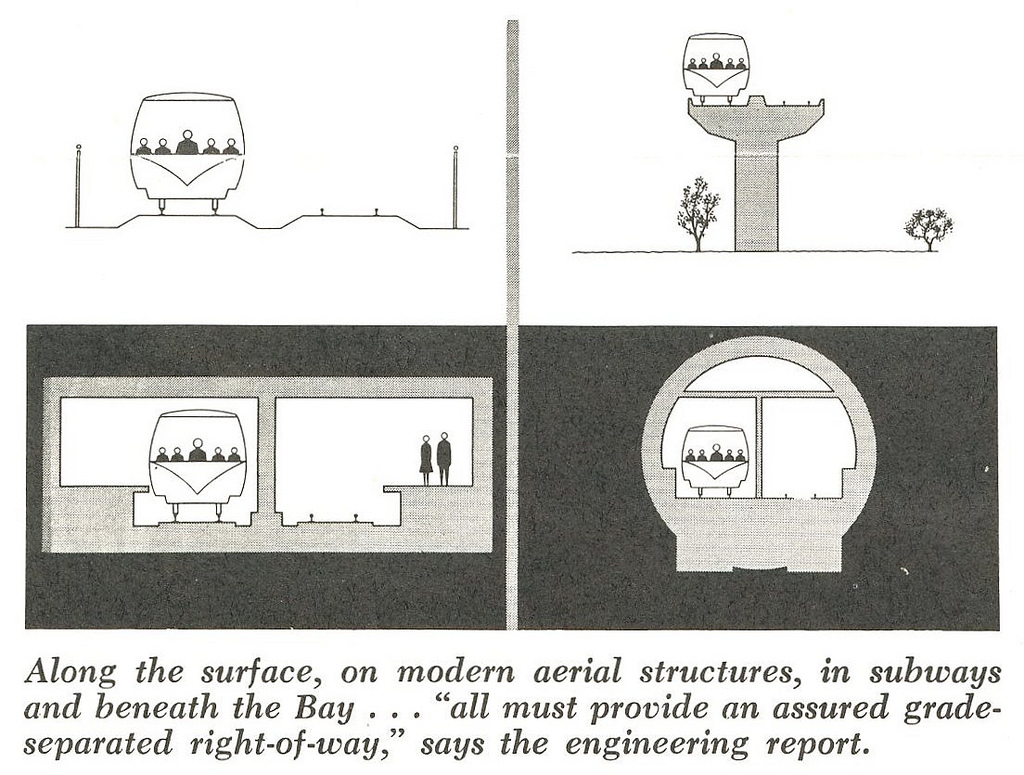 Along the surface, on modern aerial structures, in subways
and beneath the Bay . . . “all must provide an assured grade-
separated right-of-way,” says the engineering report.